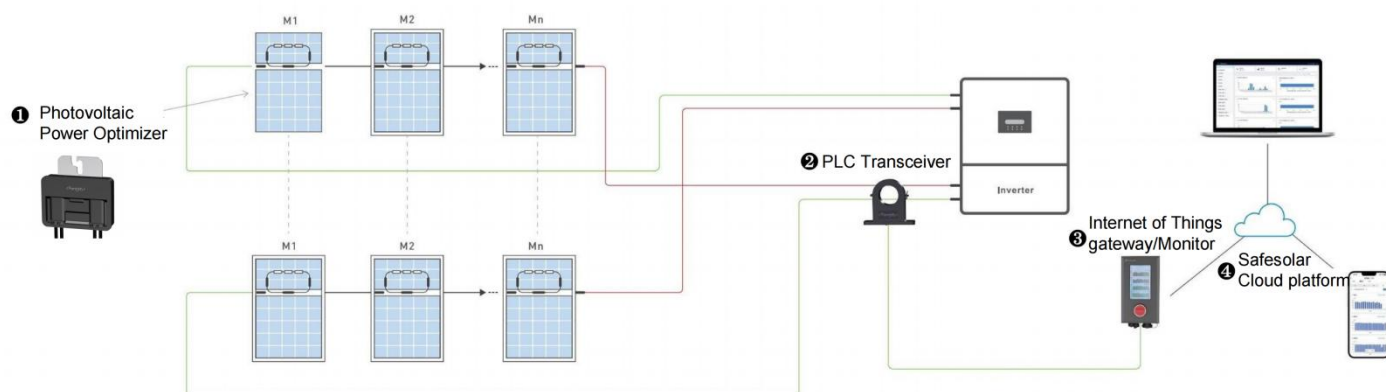 M1
M2
Mn
❶ Photovoltaic
Power Optimizer
❷ PLC Transceiver
Inverter
M1
M2
Mn
❸ Internet of Things
gateway/Monitor
❹ Safesolar
Cloud platform